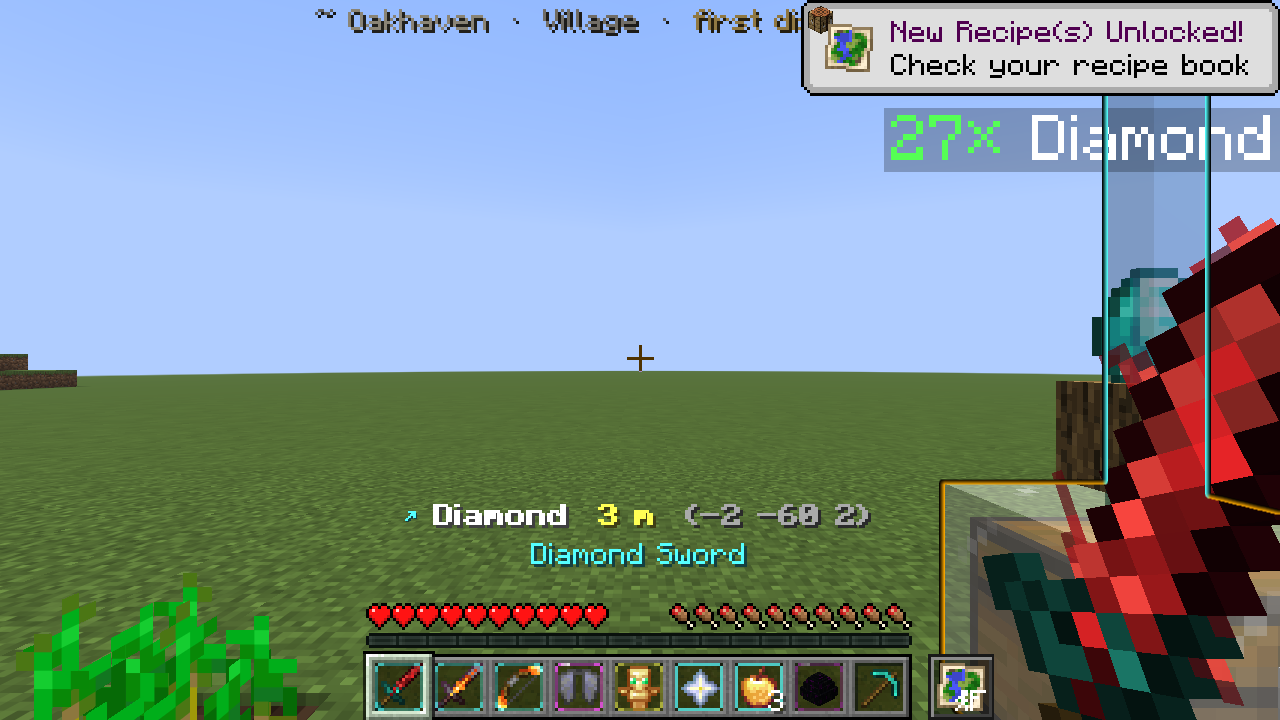 ~ Oakhaven · Village · first di
New Recipe(s) Unlocked!
Check your recipe book
27x Diamond
Diamond 3 m (-2 -60 2)
Diamond Sword
3